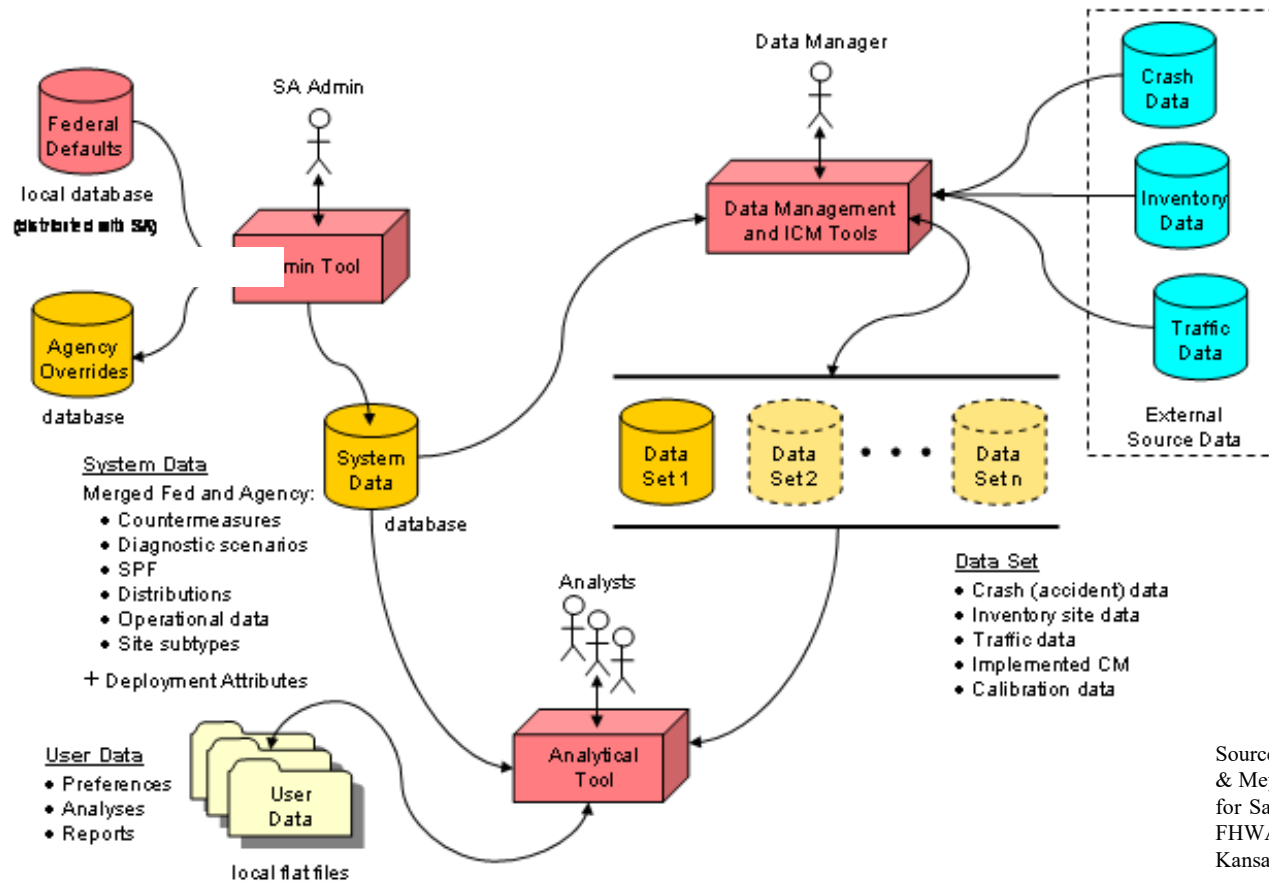 SA Admin
Data Manager
Federal
Defaults
local database
(distributed with SA)
min Tool
Agency
Overrides
database
Data Management
and ICM Tools
Crash
Data
Inventory
Data
Traffic
Data
External
Source Data
System
Data
database
Data
Set 1
Data
Set 2
Data
Set n
System Data
Merged Fed and Agency:
• Countermeasures
• Diagnostic scenarios
• SPF
• Distributions
• Operational data
• Site subtypes
+ Deployment Attributes
Analysts
Analytical
Tool
Data Set
• Crash (accident) data
• Inventory site data
• Traffic data
• Implemented CM
• Calibration data
User Data
• Preferences
• Analyses
• Reports
User
Data
local flat files
Source
& Me
for Sa
FHWA
Kansa